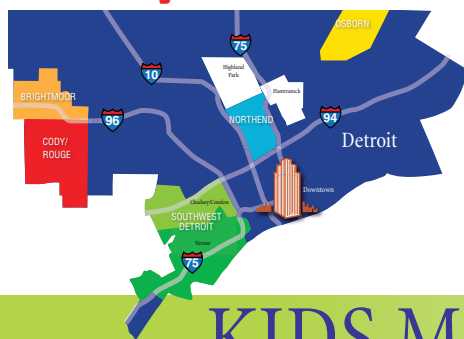 OSBORN
75
Highland
Park
10
Hamtramck
BRIGHTMOOR
96
NORTHEND
94
CODY/
ROUGE
Detroit
Downtown
Chadsey/Condon
SOUTHWEST
DETROIT
Vernor
75
KIDS M